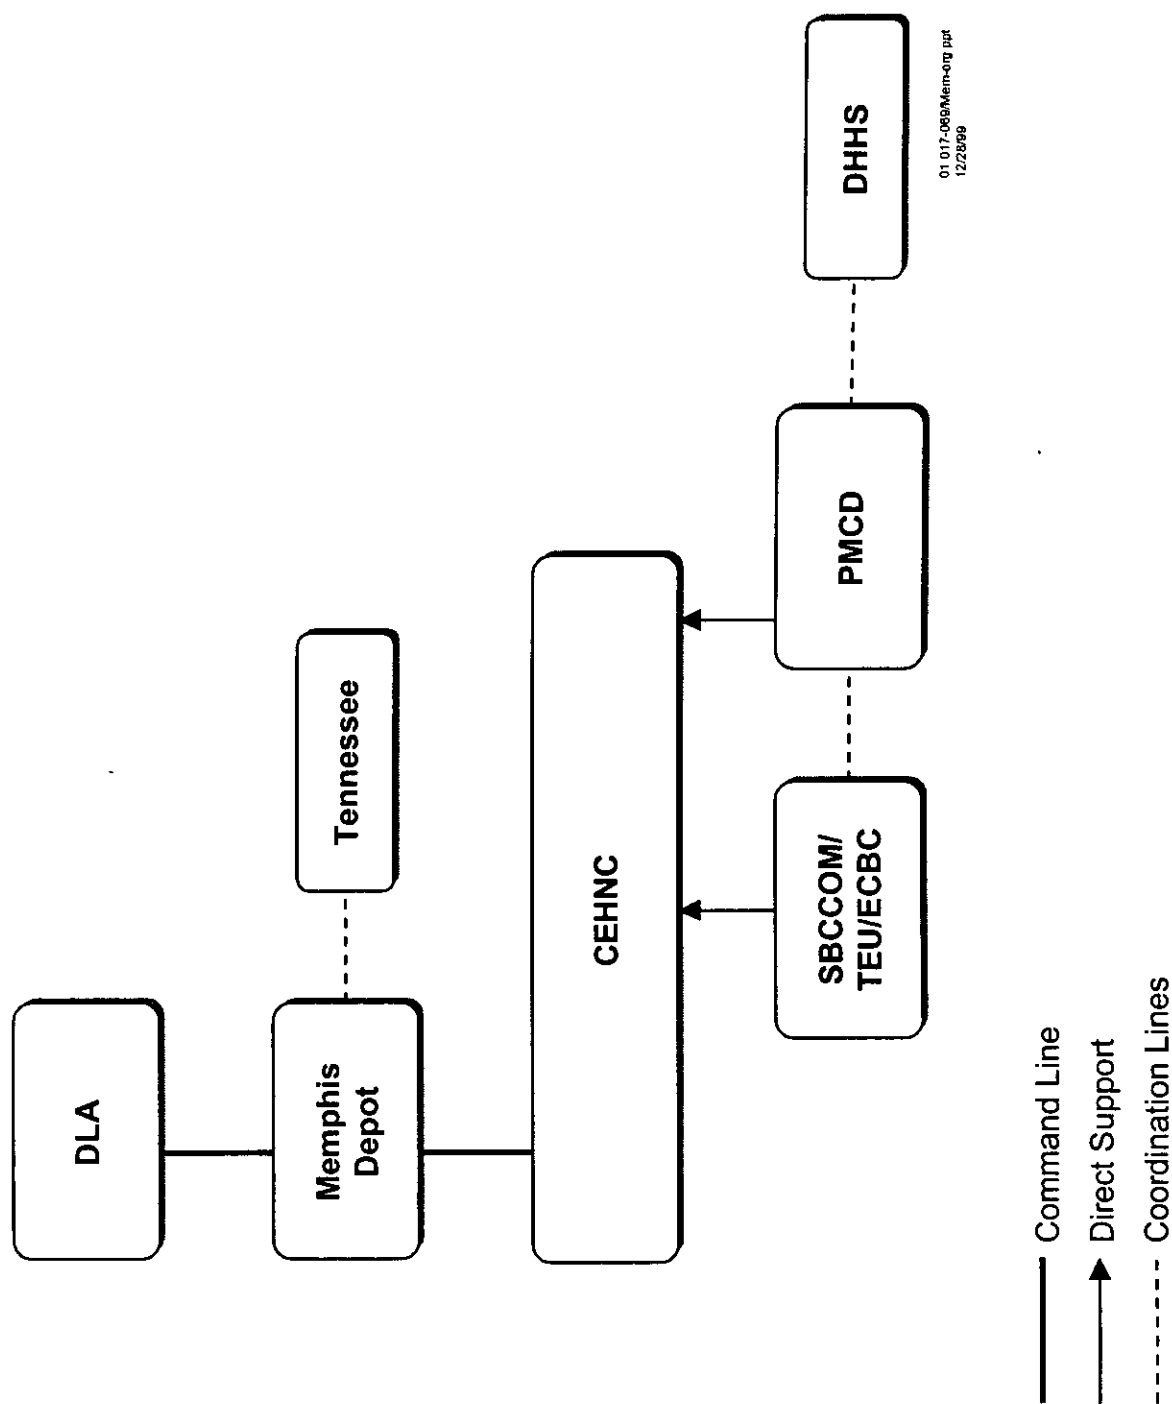 DLA
Memphis
Depot
Tennessee
CEHNC
SBCCOM/
TEU/ECBC
PMCD
DHHS
01 017-069/Mem-org ppt
12/28/99
Command Line
Direct Support
Coordination Lines